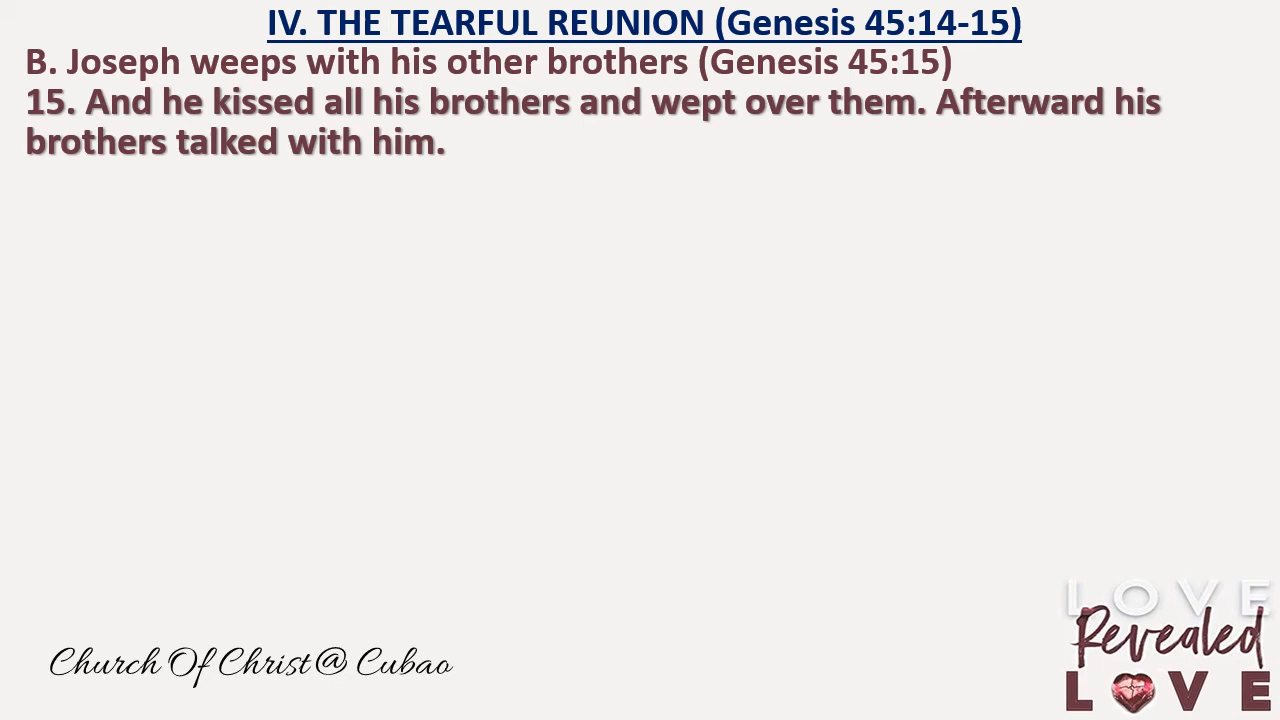 IV. THE TEARFUL REUNION (Genesis 45:14-15)
B. Joseph weeps with his other brothers (Genesis 45:15)
15. And he kissed all his brothers and wept over them. Afterward his
brothers talked with him.
LOVE
Revealed
LOVE
Church Of Christ@ Cubao